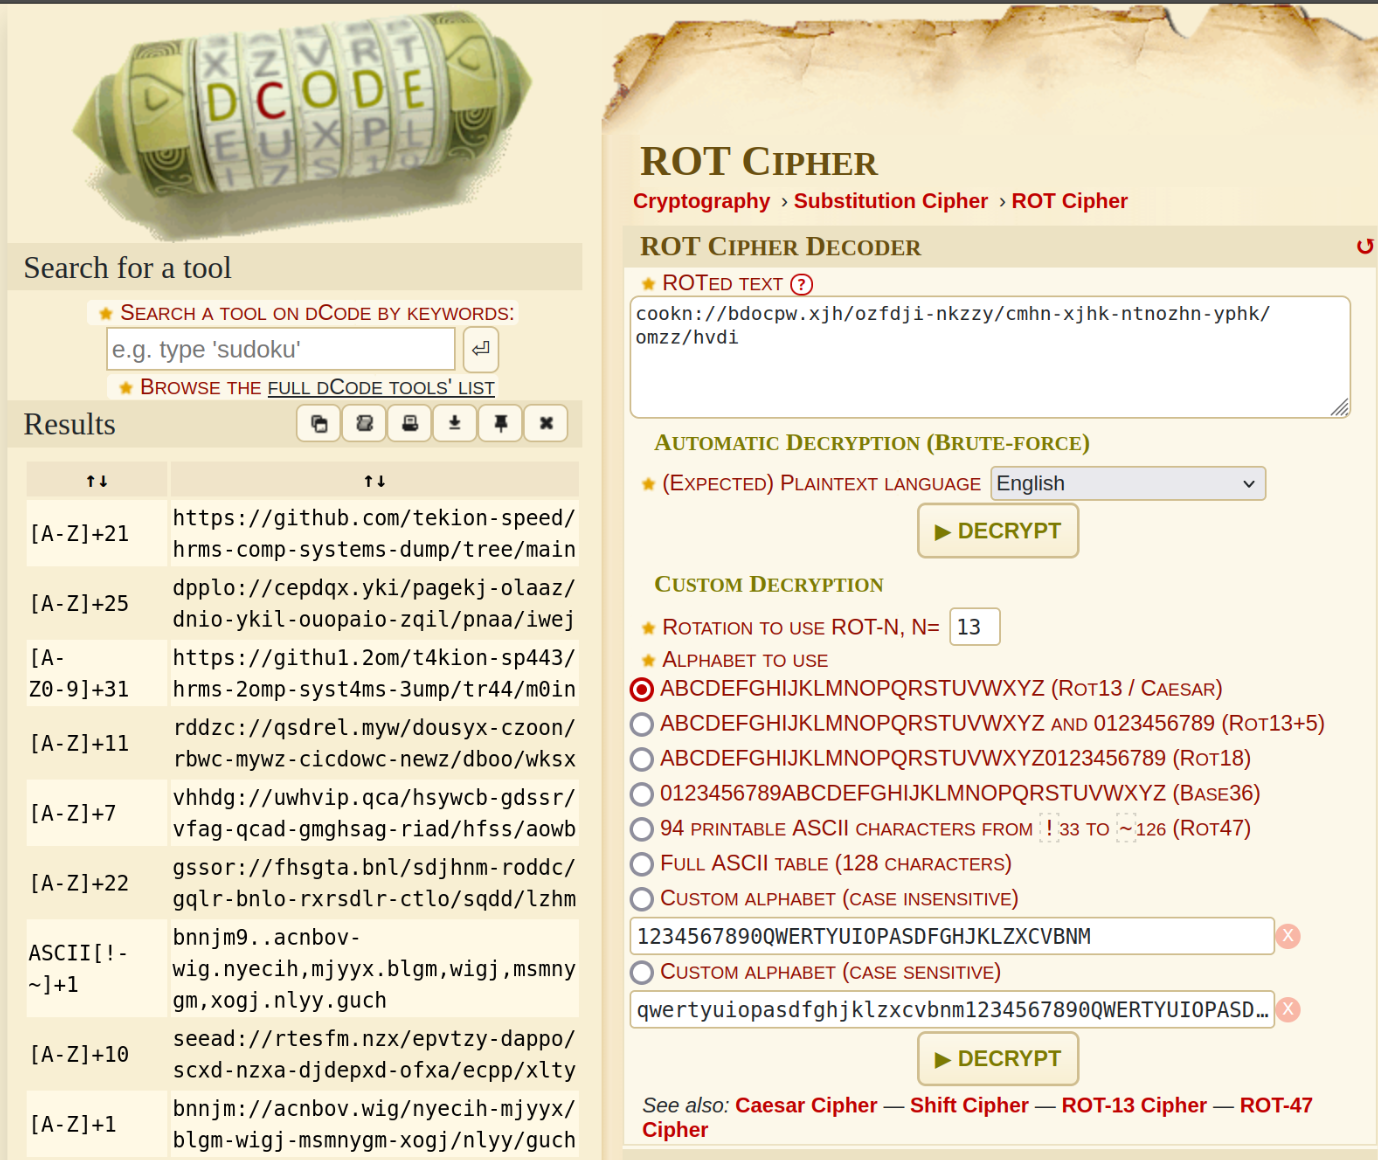 X Z V R T
D C O D E
E U X P L
I 7 S 1 0
Search for a tool
Search a tool on dCode by keywords:
e.g. type 'sudoku'
Browse the full dCode tools' list
Results
↑↓ ↑↓
[A-Z]+21 https://github.com/tekion-speed/
hrms-comp-systems-dump/tree/main
[A-Z]+25 dpplo://cepdqx.yki/pagekj-olaaz/
dnio-ykil-ouopaio-zqil/pnaa/iwej
[A-
Z0-9]+31 https://githu1.2om/t4kion-sp443/
hrms-2omp-syst4ms-3ump/tr44/m0in
[A-Z]+11 rddzc://qsdrel.myw/dousyx-czoon/
rbwc-mywz-cicdowc-newz/dboo/wksx
[A-Z]+7 vhhdg://uwhvip.qca/hsywcb-gdssr/
vfag-qcad-gmghsag-riad/hfss/aowb
[A-Z]+22 gssor://fhsgta.bnl/sdjhnm-roddc/
gqlr-bnlo-rxrsdlr-ctlo/sqdd/lzhm
ASCII[!-
~]+1 bnnjm9..acnbov-
wig.nyecih,mjyyx.blgm,wigj,msmny
gm,xogj.nlyy.guch
[A-Z]+10 seead://rtesfm.nzx/epvtzy-dappo/
scxd-nzxa-djdepxd-ofxa/ecpp/xlty
[A-Z]+1 bnnjm://acnbov.wig/nyecih-mjyyx/
blgm-wigj-msmnygm-xogj/nlyy/guch
ROT Cipher
Cryptography › Substitution Cipher › ROT Cipher
ROT Cipher Decoder
ROTed text ?
cookn://bdocpw.xjh/ozfdji-nkzzy/cmhn-xjhk-ntnozhn-yphk/
omzz/hvdi
Automatic Decryption (Brute-force)
(Expected) Plaintext language English
▶ DECRYPT
Custom Decryption
Rotation to use ROT-N, N= 13
Alphabet to use
ABCDEFGHIJKLMNOPQRSTUVWXYZ (Rot13 / Caesar)
ABCDEFGHIJKLMNOPQRSTUVWXYZ and 0123456789 (Rot13+5)
ABCDEFGHIJKLMNOPQRSTUVWXYZ0123456789 (Rot18)
0123456789ABCDEFGHIJKLMNOPQRSTUVWXYZ (Base36)
94 printable ASCII characters from !33 to ~126 (Rot47)
Full ASCII table (128 characters)
Custom alphabet (case insensitive)
1234567890QWERTYUIOPASDFGHJKLZXCVBNM X
Custom alphabet (case sensitive)
qwertyuiopasdfghjklzxcvbnm1234567890QWERTYUIOPASD… X
▶ DECRYPT
See also: Caesar Cipher — Shift Cipher — ROT-13 Cipher — ROT-47
Cipher